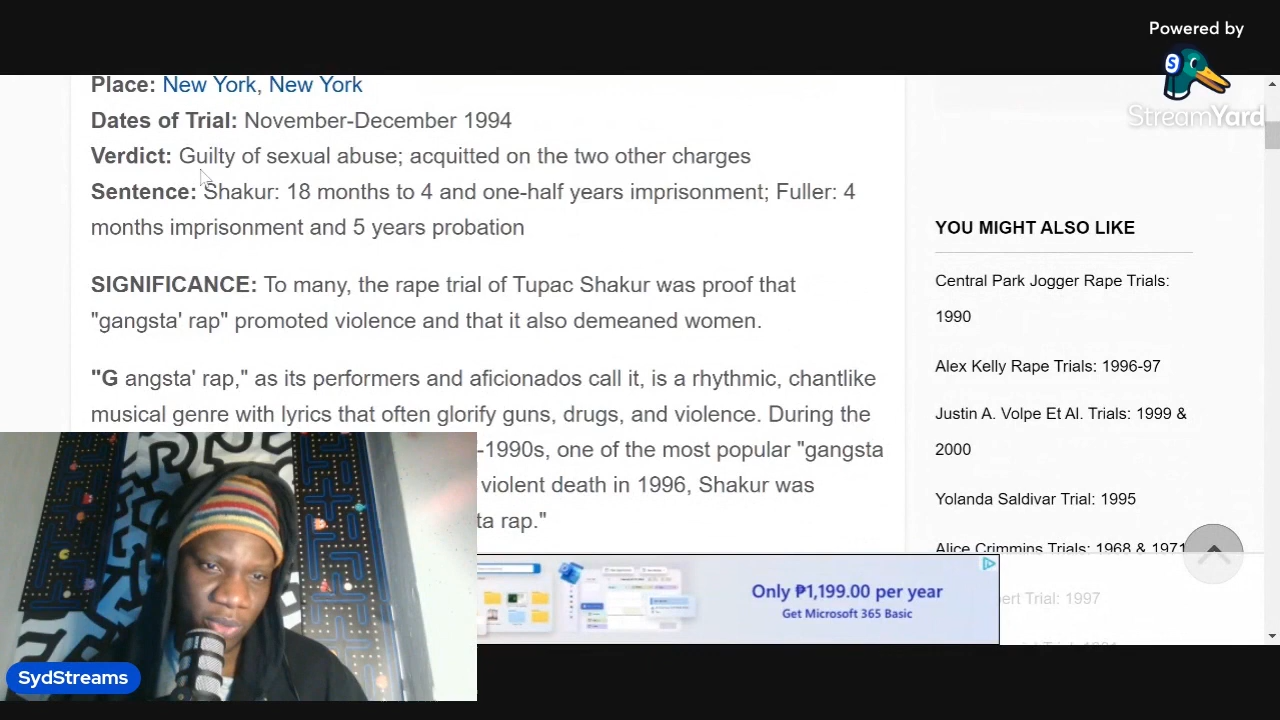 Powered by
StreamYard
Place: New York, New York
Dates of Trial: November-December 1994
Verdict: Guilty of sexual abuse; acquitted on the two other charges
Sentence: Shakur: 18 months to 4 and one-half years imprisonment; Fuller: 4
months imprisonment and 5 years probation
SIGNIFICANCE: To many, the rape trial of Tupac Shakur was proof that
"gangsta' rap" promoted violence and that it also demeaned women.
"G angsta' rap," as its performers and aficionados call it, is a rhythmic, chantlike
musical genre with lyrics that often glorify guns, drugs, and violence. During the
-1990s, one of the most popular "gangsta
violent death in 1996, Shakur was
ta rap."
YOU MIGHT ALSO LIKE
Central Park Jogger Rape Trials:
1990
Alex Kelly Rape Trials: 1996-97
Justin A. Volpe Et Al. Trials: 1999 &
2000
Yolanda Saldivar Trial: 1995
Alice Crimmins Trials: 1968 & 1971
ert Trial: 1997
Only ₱1,199.00 per year
Get Microsoft 365 Basic
SydStreams